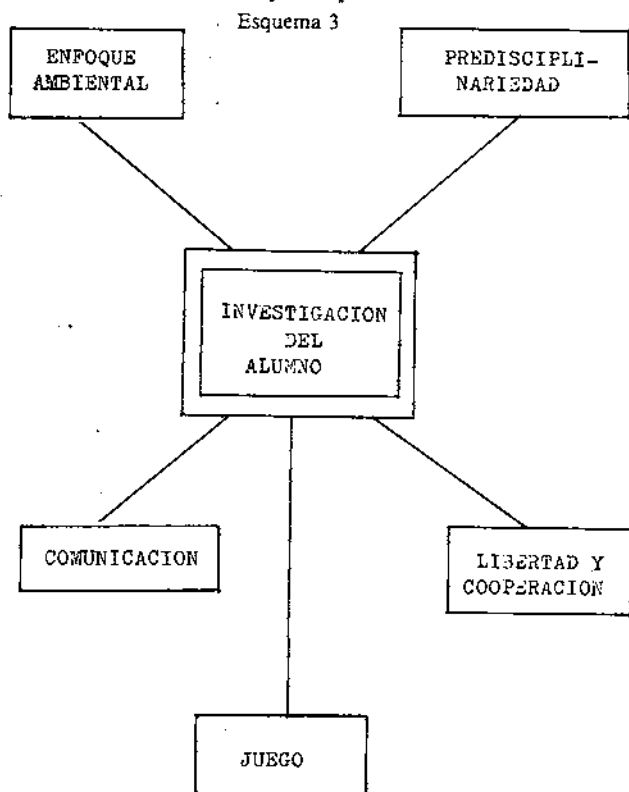 Esquema 3
ENFOQUE
AMBIENTAL
PREDISCIPLI-
NARIEDAD
INVESTIGACION
DEL
ALUMNO
COMUNICACION
LIBERTAD Y
COOPERACION
JUEGO